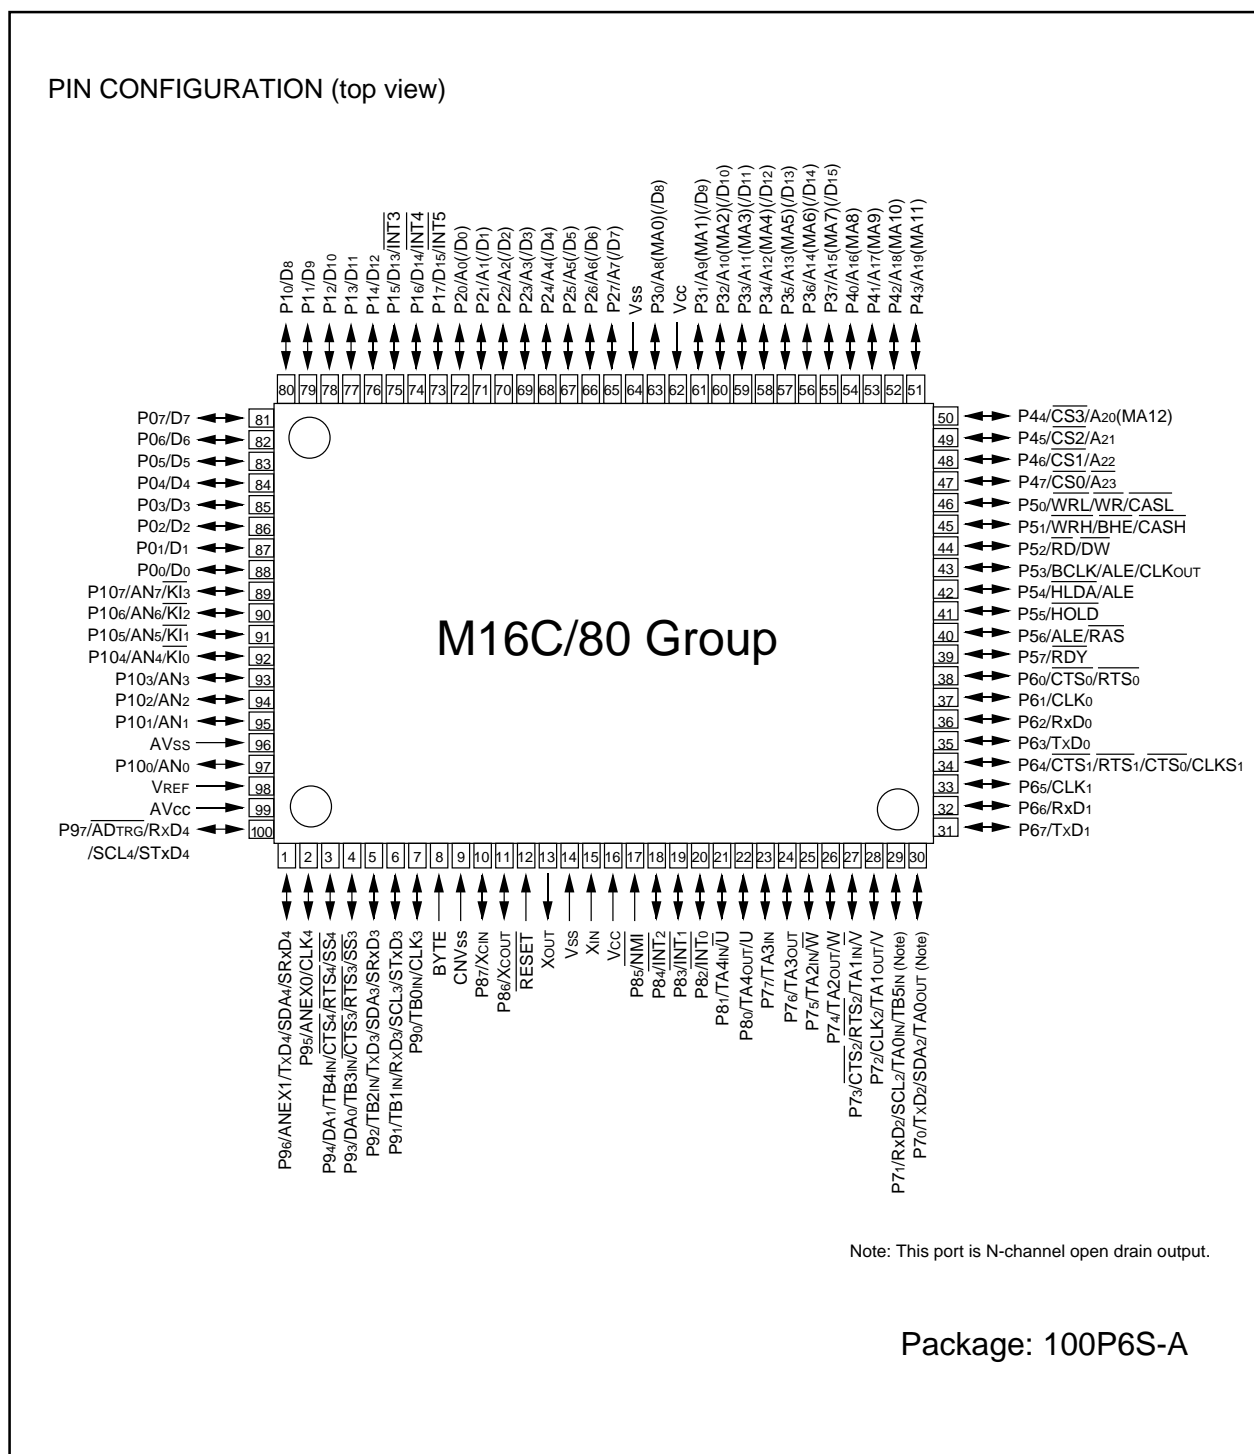 PIN CONFIGURATION (top view)
P10/D8
P11/D9
P12/D10
P13/D11
P14/D12
P15/D13/INT3
P16/D14/INT4
P17/D15/INT5
P20/A0(/D0)
P21/A1(/D1)
P22/A2(/D2)
P23/A3(/D3)
P24/A4(/D4)
P25/A5(/D5)
P26/A6(/D6)
P27/A7(/D7)
Vss
P30/A8(MA0)(/D8)
Vcc
P31/A9(MA1)(/D9)
P32/A10(MA2)(/D10)
P33/A11(MA3)(/D11)
P34/A12(MA4)(/D12)
P35/A13(MA5)(/D13)
P36/A14(MA6)(/D14)
P37/A15(MA7)(/D15)
P40/A16(MA8)
P41/A17(MA9)
P42/A18(MA10)
P43/A19(MA11)
80 79 78 77 76 75 74 73 72 71 70 69 68 67 66 65 64 63 62 61 60 59 58 57 56 55 54 53 52 51
P07/D7 81
P06/D6 82
P05/D5 83
P04/D4 84
P03/D3 85
P02/D2 86
P01/D1 87
P00/D0 88
P107/AN7/KI3 89
P106/AN6/KI2 90
P105/AN5/KI1 91
P104/AN4/KI0 92
P103/AN3 93
P102/AN2 94
P101/AN1 95
AVss 96
P100/AN0 97
VREF 98
AVcc 99
P97/ADTRG/RxD4 100
/SCL4/STxD4
M16C/80 Group
50 P44/CS3/A20(MA12)
49 P45/CS2/A21
48 P46/CS1/A22
47 P47/CS0/A23
46 P50/WRL/WR/CASL
45 P51/WRH/BHE/CASH
44 P52/RD/DW
43 P53/BCLK/ALE/CLKOUT
42 P54/HLDA/ALE
41 P55/HOLD
40 P56/ALE/RAS
39 P57/RDY
38 P60/CTS0/RTS0
37 P61/CLK0
36 P62/RxD0
35 P63/TxD0
34 P64/CTS1/RTS1/CTS0/CLKS1
33 P65/CLK1
32 P66/RxD1
31 P67/TxD1
1 2 3 4 5 6 7 8 9 10 11 12 13 14 15 16 17 18 19 20 21 22 23 24 25 26 27 28 29 30
P96/ANEX1/TxD4/SDA4/SRxD4
P95/ANEX0/CLK4
P94/DA1/TB4IN/CTS4/RTS4/SS4
P93/DA0/TB3IN/CTS3/RTS3/SS3
P92/TB2IN/TxD3/SDA3/SRxD3
P91/TB1IN/RxD3/SCL3/STxD3
P90/TB0IN/CLK3
BYTE
CNVss
P87/XCIN
P86/XCOUT
RESET
XOUT
Vss
XIN
Vcc
P85/NMI
P84/INT2
P83/INT1
P82/INT0
P81/TA4IN/U
P80/TA4OUT/U
P77/TA3IN
P76/TA3OUT
P75/TA2IN/W
P74/TA2OUT/W
P73/CTS2/RTS2/TA1IN/V
P72/CLK2/TA1OUT/V
P71/RxD2/SCL2/TA0IN/TB5IN (Note)
P70/TxD2/SDA2/TA0OUT (Note)
Note: This port is N-channel open drain output.
Package: 100P6S-A